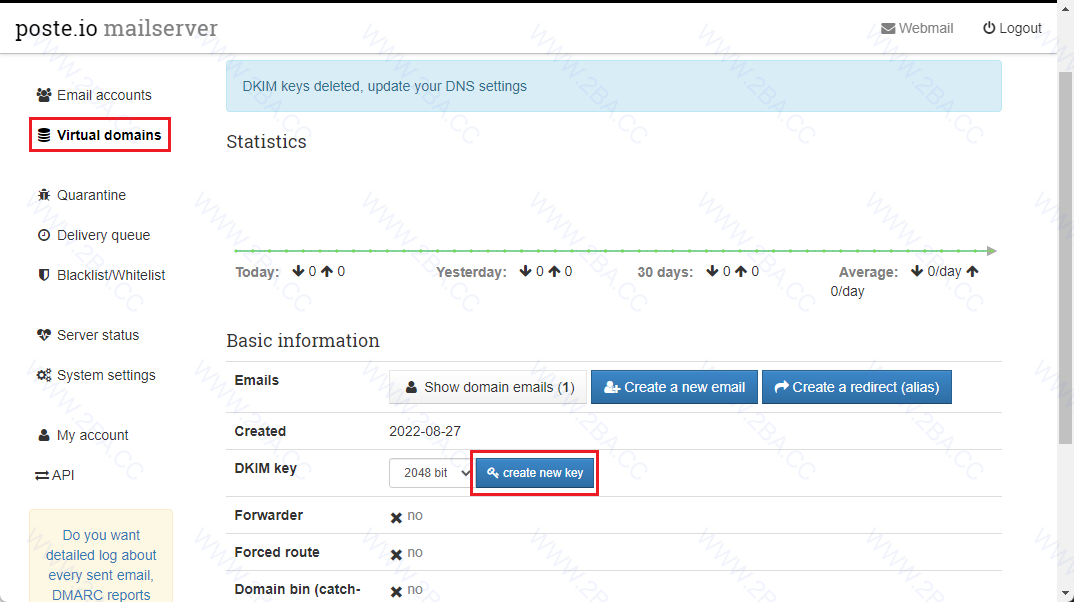 poste.io mailserver
Webmail
Logout
Email accounts
Virtual domains
Quarantine
Delivery queue
Blacklist/Whitelist
Server status
System settings
My account
API
Do you want
detailed log about
every sent email,
DMARC reports
DKIM keys deleted, update your DNS settings
Statistics
Today: 0 0
Yesterday: 0 0
30 days: 0 0
Average: 0/day
0/day
Basic information
Emails
Show domain emails (1)
Create a new email
Create a redirect (alias)
Created
2022-08-27
DKIM key
2048 bit
create new key
Forwarder
no
Forced route
no
Domain bin (catch-
no
WWW.2BA.CC